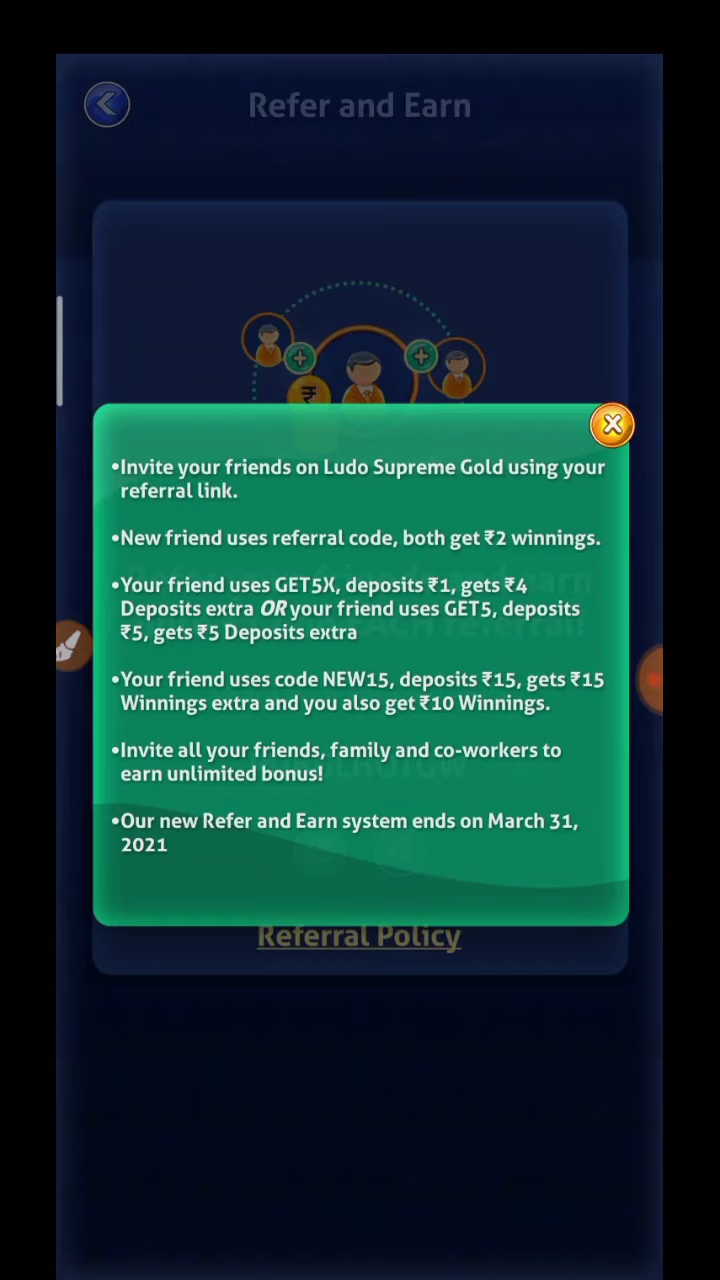 Refer and Earn
•Invite your friends on Ludo Supreme Gold using your
referral link.
•New friend uses referral code, both get ₹2 winnings.
•Your friend uses GET5X, deposits ₹1, gets ₹4
Deposits extra OR your friend uses GET5, deposits
₹5, gets ₹5 Deposits extra
•Your friend uses code NEW15, deposits ₹15, gets ₹15
Winnings extra and you also get ₹10 Winnings.
•Invite all your friends, family and co-workers to
earn unlimited bonus!
•Our new Refer and Earn system ends on March 31,
2021
Referral Policy